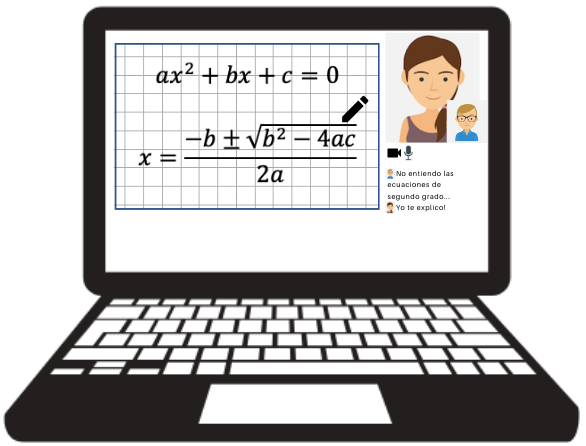 ax² + bx + c = 0
x = (−b ± √(b² − 4ac)) / 2a
No entiendo las
ecuaciones de
segundo grado...
Yo te explico!